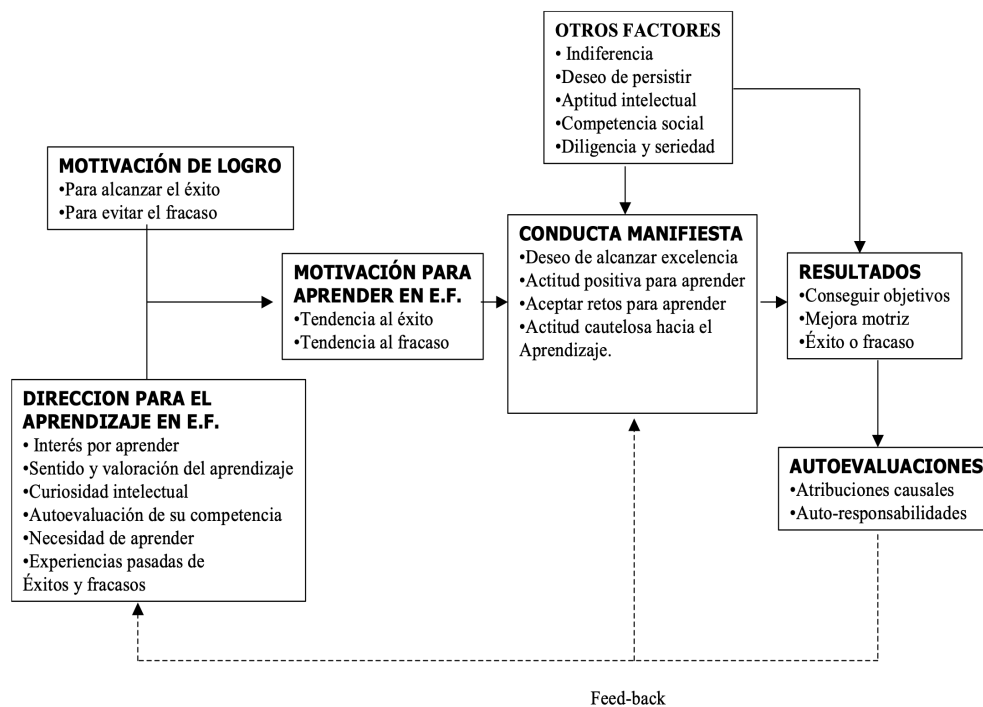 OTROS FACTORES
• Indiferencia
•Deseo de persistir
•Aptitud intelectual
•Competencia social
•Diligencia y seriedad
MOTIVACIÓN DE LOGRO
•Para alcanzar el éxito
•Para evitar el fracaso
MOTIVACIÓN PARA
APRENDER EN E.F.
•Tendencia al éxito
•Tendencia al fracaso
CONDUCTA MANIFIESTA
•Deseo de alcanzar excelencia
•Actitud positiva para aprender
•Aceptar retos para aprender
•Actitud cautelosa hacia el
Aprendizaje.
RESULTADOS
•Conseguir objetivos
•Mejora motriz
•Éxito o fracaso
DIRECCION PARA EL
APRENDIZAJE EN E.F.
• Interés por aprender
•Sentido y valoración del aprendizaje
•Curiosidad intelectual
•Autoevaluación de su competencia
•Necesidad de aprender
•Experiencias pasadas de
Éxitos y fracasos
AUTOEVALUACIONES
•Atribuciones causales
•Auto-responsabilidades
Feed-back